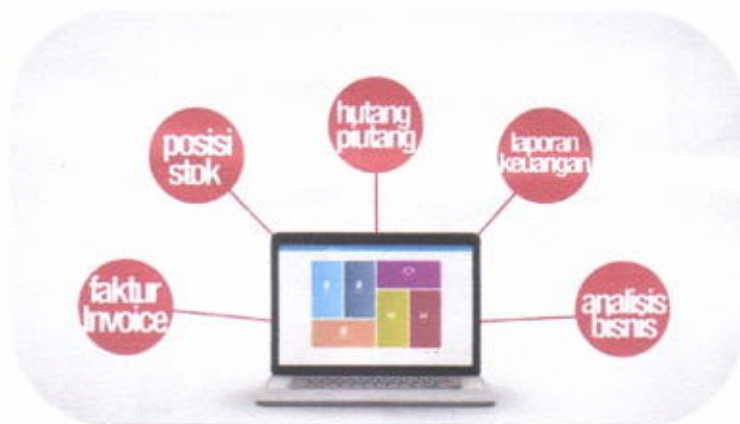 hutang
piutang
posisi
stok
laporan
keuangan
faktur
Invoice
analisis
bisnis